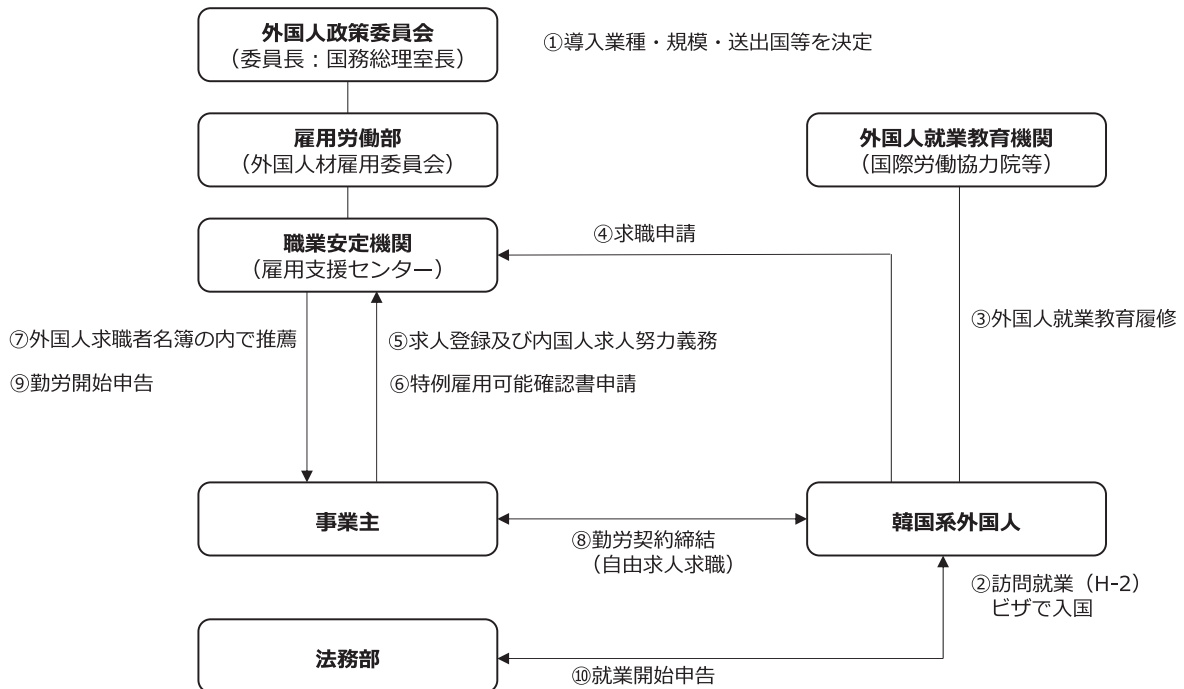 外国人政策委員会
（委員長：国務総理室長）
①導入業種・規模・送出国等を決定
雇用労働部
（外国人材雇用委員会）
外国人就業教育機関
（国際労働協力院等）
職業安定機関
（雇用支援センター）
④求職申請
③外国人就業教育履修
⑦外国人求職者名簿の内で推薦
⑨勤労開始申告
⑤求人登録及び内国人求人努力義務
⑥特例雇用可能確認書申請
事業主
韓国系外国人
⑧勤労契約締結
（自由求人求職）
②訪問就業（H-2）
ビザで入国
法務部
⑩就業開始申告